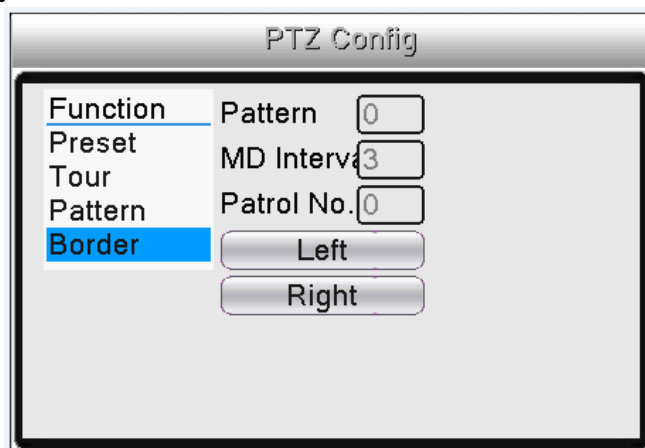 PTZ Config
Function
Preset
Tour
Pattern
Border
Pattern 0
MD Interva 3
Patrol No. 0
Left
Right